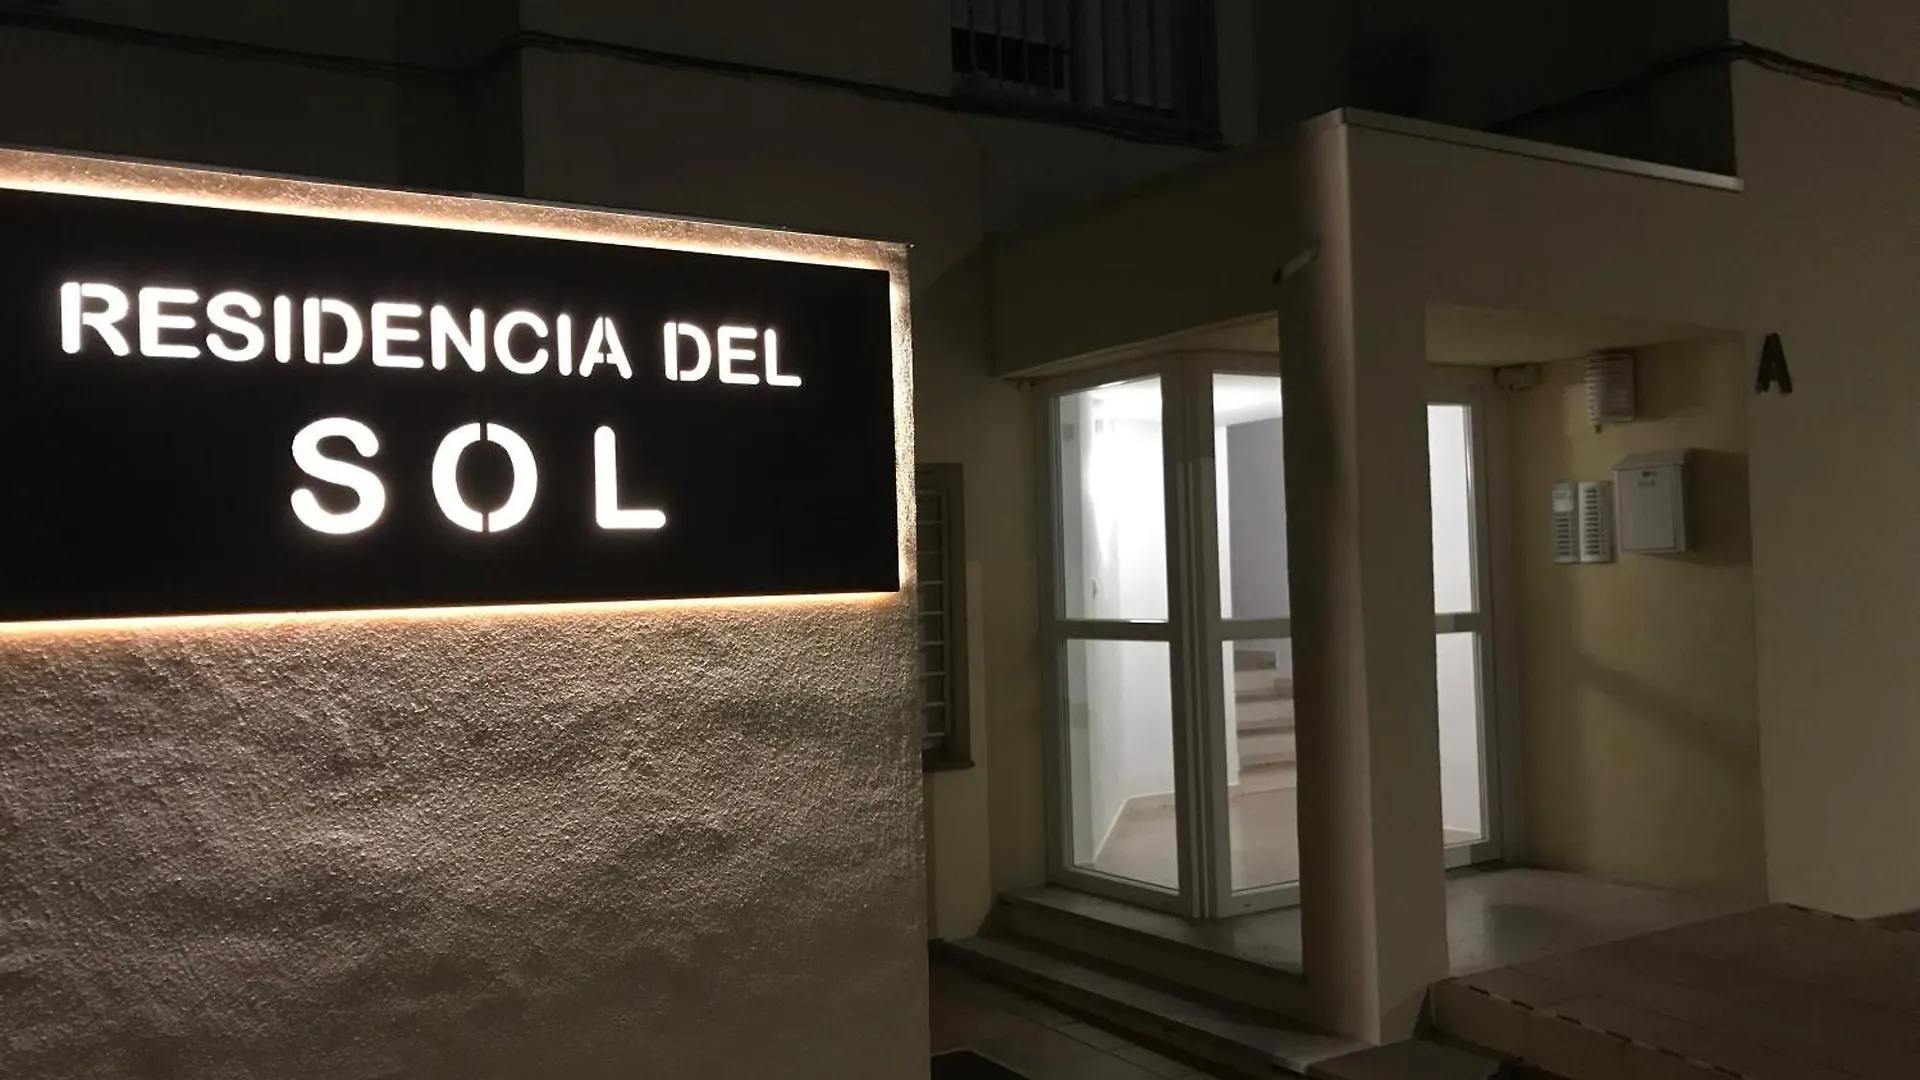 RESIDENCIA DEL
SOL
A